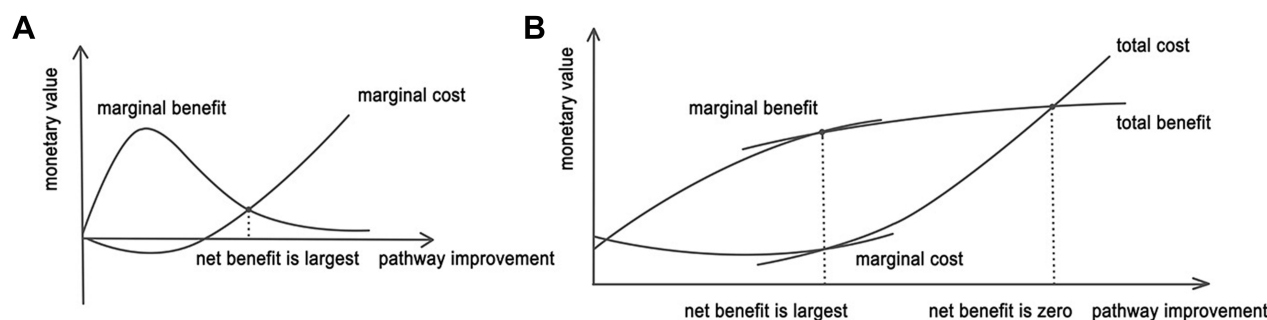 A
monetary value
marginal benefit
marginal cost
net benefit is largest
pathway improvement
B
monetary value
total cost
marginal benefit
total benefit
marginal cost
net benefit is largest
net benefit is zero
pathway improvement